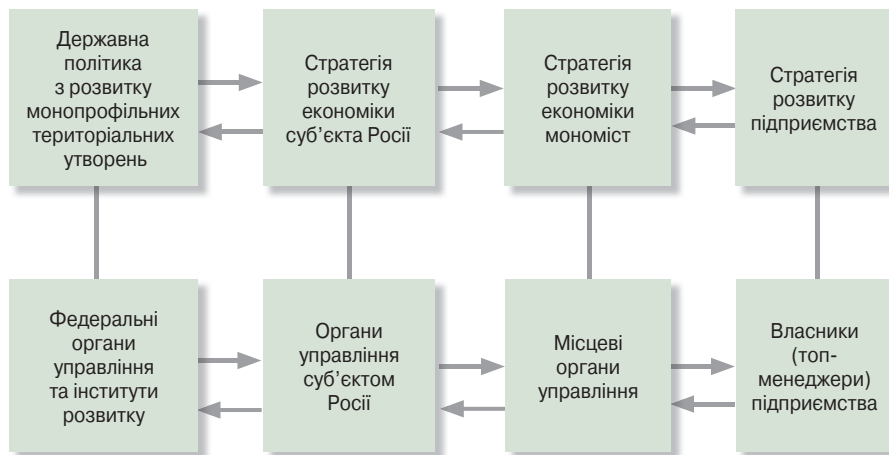 Державна
політика
з розвитку
монопрофільних
територіальних
утворень
Стратегія
розвитку
економіки
суб’єкта Росії
Стратегія
розвитку
економіки
мономіст
Стратегія
розвитку
підприємства
Федеральні
органи
управління
та інститути
розвитку
Органи
управління
суб’єктом
Росії
Місцеві
органи
управління
Власники
(топ-
менеджери)
підприємства